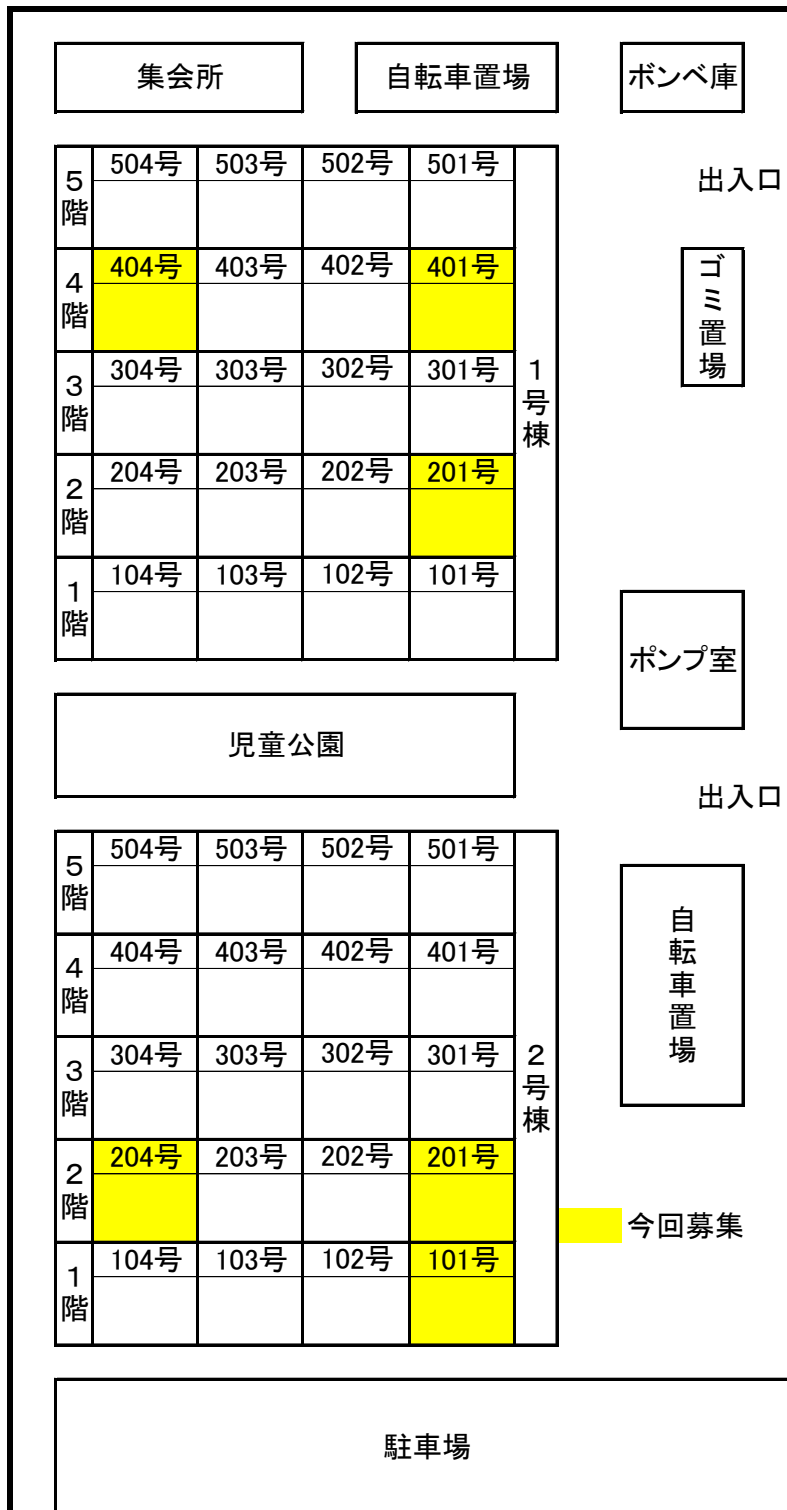 集会所 自転車置場 ボンベ庫
5階 504号 503号 502号 501号
出入口
4階 404号 403号 402号 401号
ゴミ置場
3階 304号 303号 302号 301号
1号棟
2階 204号 203号 202号 201号
1階 104号 103号 102号 101号
ポンプ室
児童公園
出入口
5階 504号 503号 502号 501号
自転車置場
4階 404号 403号 402号 401号
3階 304号 303号 302号 301号
2号棟
2階 204号 203号 202号 201号
今回募集
1階 104号 103号 102号 101号
駐車場